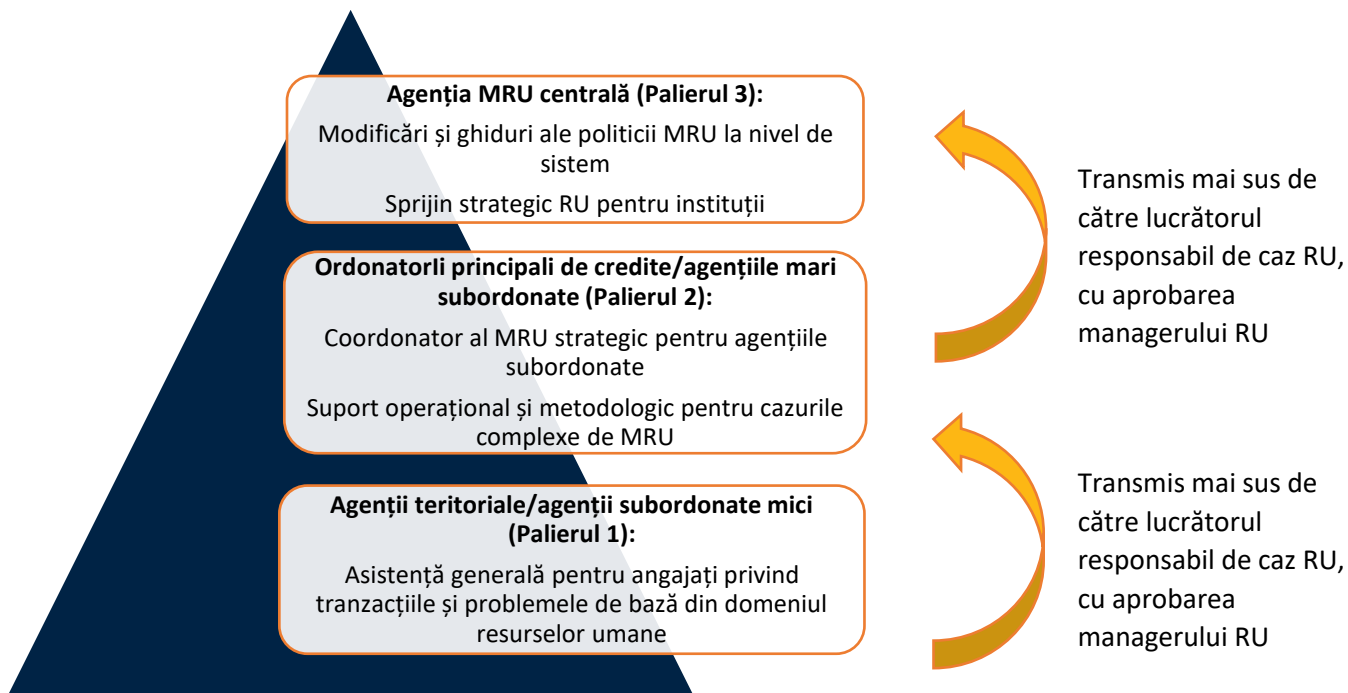 Agenția MRU centrală (Palierul 3):
Modificări și ghiduri ale politicii MRU la nivel de
sistem
Sprijin strategic RU pentru instituții
Transmis mai sus de
către lucrătorul
responsabil de caz RU,
cu aprobarea
managerului RU
OrdonatorIi principali de credite/agențiile mari
subordonate (Palierul 2):
Coordonator al MRU strategic pentru agențiile
subordonate
Suport operațional și metodologic pentru cazurile
complexe de MRU
Transmis mai sus de
către lucrătorul
responsabil de caz RU,
cu aprobarea
managerului RU
Agenții teritoriale/agenții subordonate mici
(Palierul 1):
Asistență generală pentru angajați privind
tranzacțiile și problemele de bază din domeniul
resurselor umane